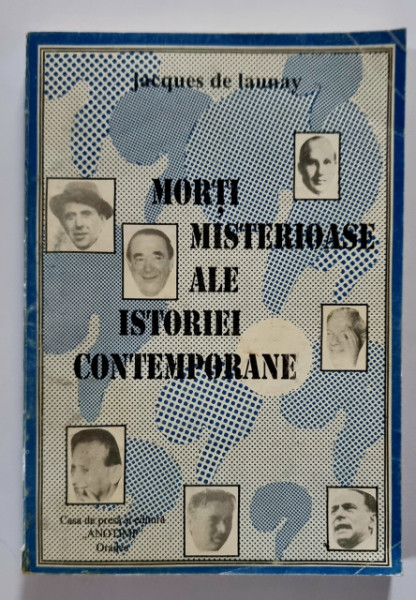 Jacques de Launay
MORȚI
MISTERIOASE
ALE
ISTORIEI
CONTEMPORANE
Casa de presă și editură
"ANOTIMP"
Oradea